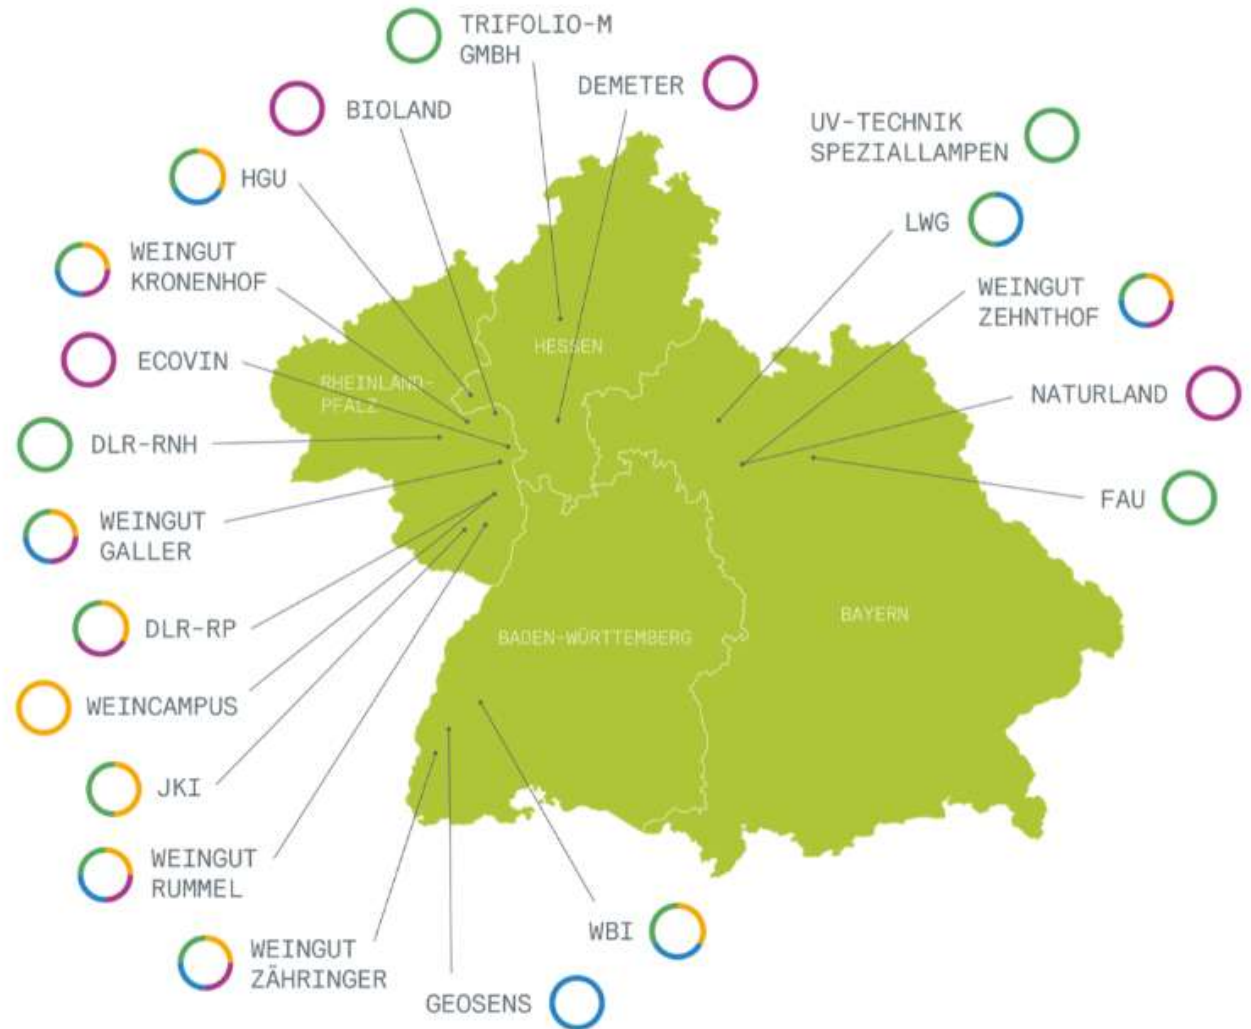 TRIFOLIO-M
GMBH
DEMETER
BIOLAND
UV-TECHNIK
SPEZIALLAMPEN
HGU
LWG
WEINGUT
KRONENHOF
WEINGUT
ZEHNTHOF
HESSEN
ECOVIN
RHEINLAND-
PFALZ
NATURLAND
DLR-RNH
FAU
WEINGUT
GALLER
BAYERN
DLR-RP
BADEN-WÜRTTEMBERG
WEINCAMPUS
JKI
WEINGUT
RUMMEL
WBI
WEINGUT
ZÄHRINGER
GEOSENS